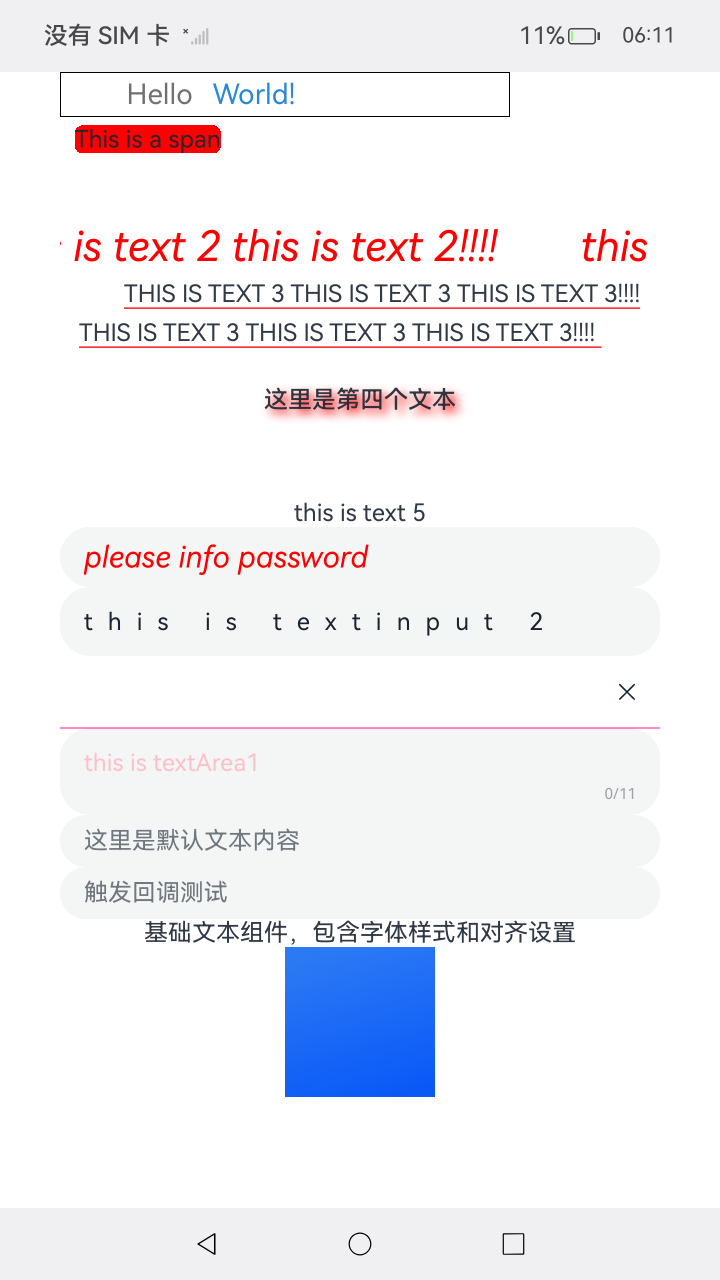 没有 SIM 卡
11%
06:11
Hello World!
This is a span
is text 2 this is text 2!!!! this
THIS IS TEXT 3 THIS IS TEXT 3 THIS IS TEXT 3!!!!
THIS IS TEXT 3 THIS IS TEXT 3 THIS IS TEXT 3!!!!
这里是第四个文本
this is text 5
please info password
this is textinput 2
this is textArea1
0/11
这里是默认文本内容
触发回调测试
基础文本组件，包含字体样式和对齐设置